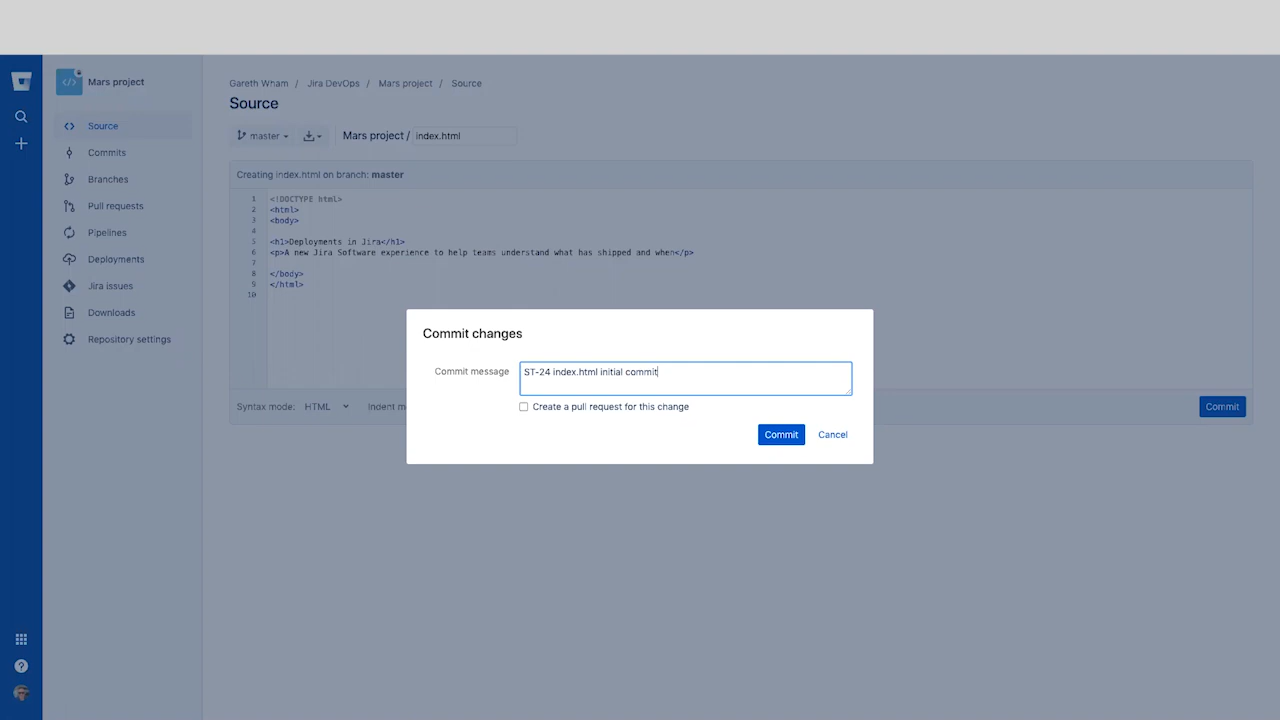 Mars project
Source
Commits
Branches
Pull requests
Pipelines
Deployments
Jira issues
Downloads
Repository settings
Gareth Wham / Jira DevOps / Mars project / Source
Source
master
Mars project / index.html
Creating index.html on branch: master
1 <!DOCTYPE html>
2 <html>
3 <body>
4
5 <h1>Deployments in Jira</h1>
6 <p>A new Jira Software experience to help teams understand what has shipped and when</p>
7
8 </body>
9 </html>
10
Syntax mode: HTML Indent m
Commit
Commit changes
Commit message ST-24 index.html initial commit
Create a pull request for this change
Commit Cancel